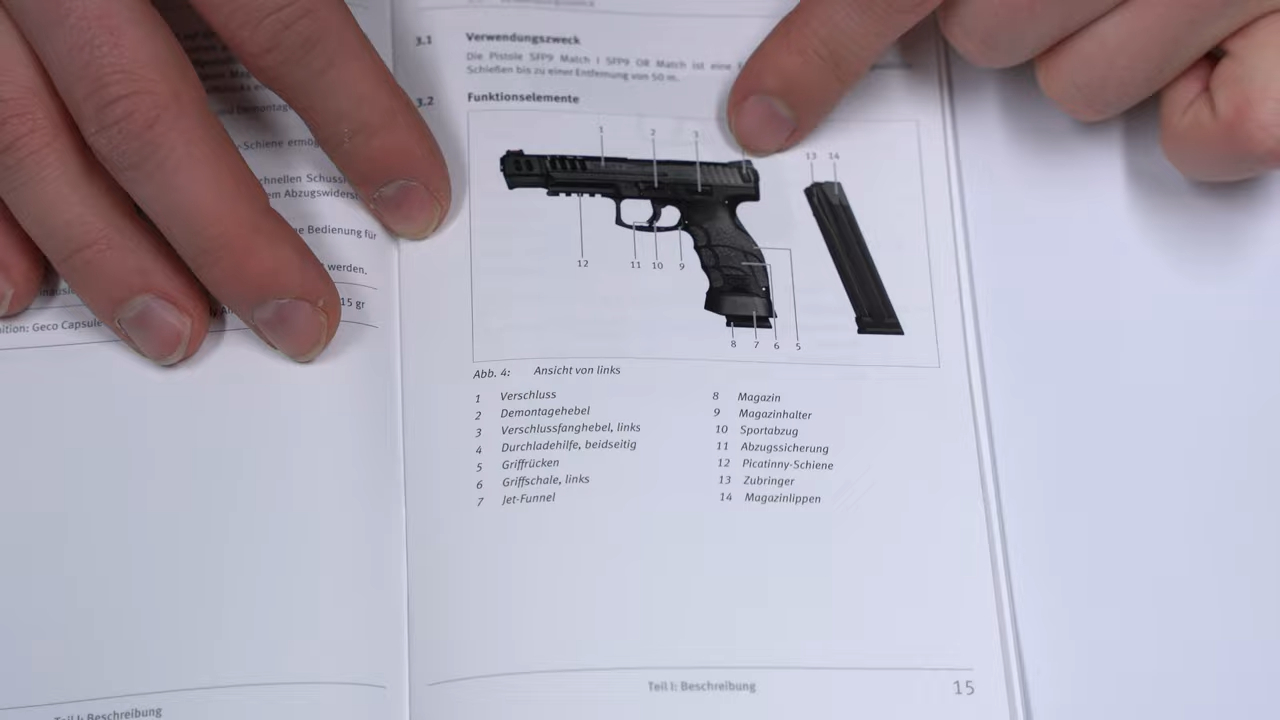 -Schiene ermög
chnellen Schuss
em Abzugswiders
ne Bedienung für
werden.
15 gr
ition: Geco Capsule
Teil I: Beschreibung
3.1 Verwendungszweck
Die Pistole SFP9 Match I SFP9 OR Match ist eine
Schießen bis zu einer Entfernung von 50 m.
3.2 Funktionselemente
1 2 3
13 14
12 11 10 9
8 7 6 5
Abb. 4: Ansicht von links
1 Verschluss
2 Demontagehebel
3 Verschlussfanghebel, links
4 Durchladehilfe, beidseitig
5 Griffrücken
6 Griffschale, links
7 Jet-Funnel
8 Magazin
9 Magazinhalter
10 Sportabzug
11 Abzugssicherung
12 Picatinny-Schiene
13 Zubringer
14 Magazinlippen
Teil I: Beschreibung 15